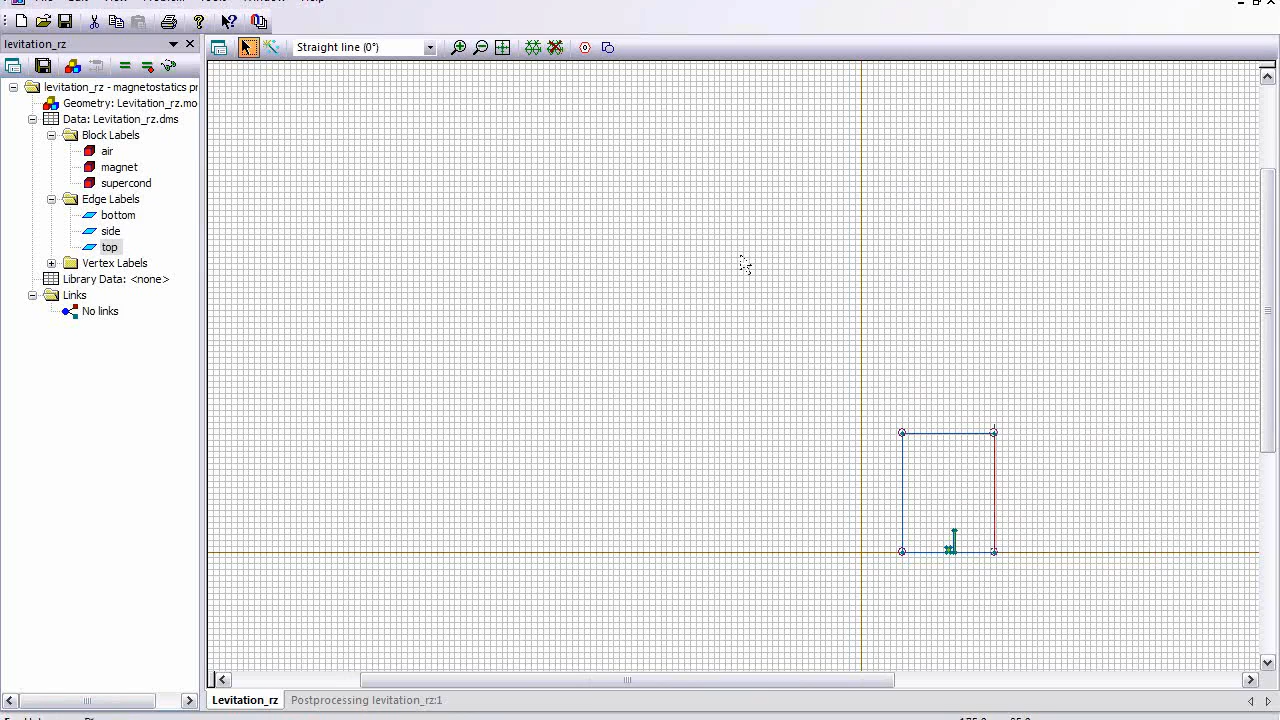 levitation_rz
Straight line (0°)
levitation_rz - magnetostatics pr
Geometry: Levitation_rz.mo
Data: Levitation_rz.dms
Block Labels
air
magnet
supercond
Edge Labels
bottom
side
top
Vertex Labels
Library Data: <none>
Links
No links
Levitation_rz
Postprocessing levitation_rz:1